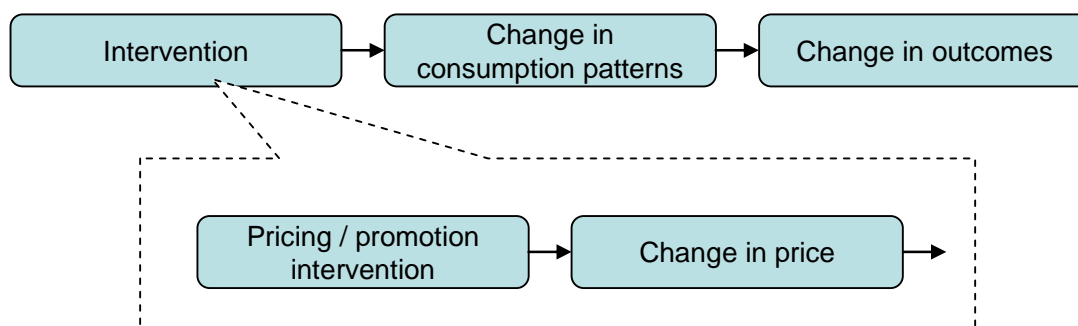 Intervention
Change in
consumption patterns
Change in outcomes
Pricing / promotion
intervention
Change in price